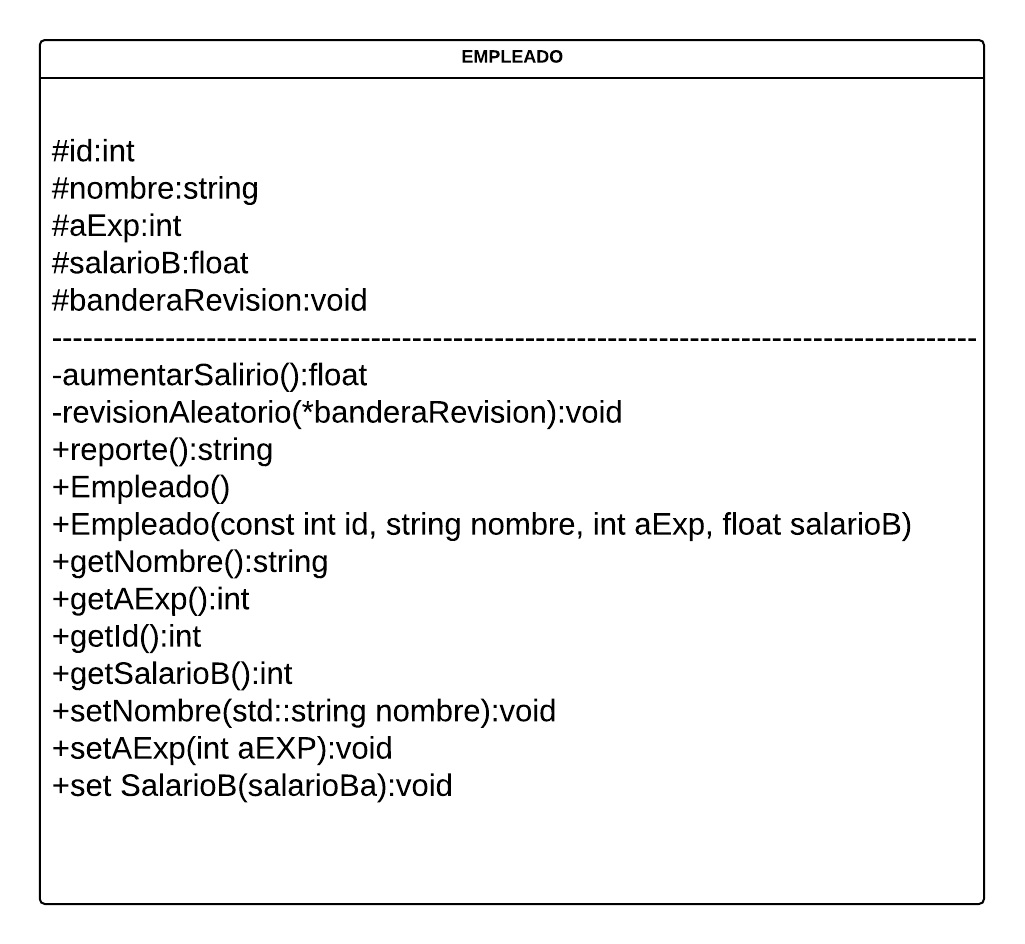 EMPLEADO
#id:int
#nombre:string
#aExp:int
#salarioB:float
#banderaRevision:void
------------------------------------------------------------------------------------------
-aumentarSalirio():float
-revisionAleatorio(*banderaRevision):void
+reporte():string
+Empleado()
+Empleado(const int id, string nombre, int aExp, float salarioB)
+getNombre():string
+getAExp():int
+getId():int
+getSalarioB():int
+setNombre(std::string nombre):void
+setAExp(int aEXP):void
+set SalarioB(salarioBa):void